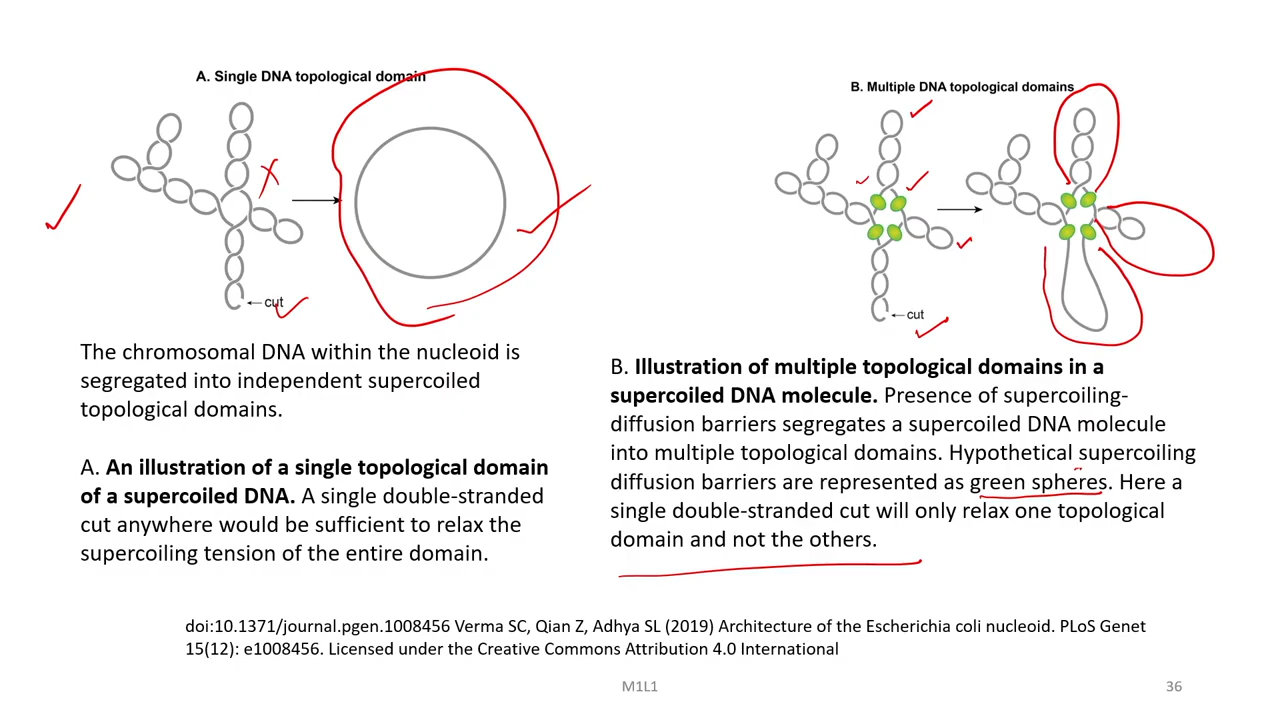 A. Single DNA topological domain
cut
The chromosomal DNA within the nucleoid is
segregated into independent supercoiled
topological domains.
A. An illustration of a single topological domain
of a supercoiled DNA. A single double-stranded
cut anywhere would be sufficient to relax the
supercoiling tension of the entire domain.
B. Multiple DNA topological domains
cut
B. Illustration of multiple topological domains in a
supercoiled DNA molecule. Presence of supercoiling-
diffusion barriers segregates a supercoiled DNA molecule
into multiple topological domains. Hypothetical supercoiling
diffusion barriers are represented as green spheres. Here a
single double-stranded cut will only relax one topological
domain and not the others.
doi:10.1371/journal.pgen.1008456 Verma SC, Qian Z, Adhya SL (2019) Architecture of the Escherichia coli nucleoid. PLoS Genet
15(12): e1008456. Licensed under the Creative Commons Attribution 4.0 International
M1L1
36